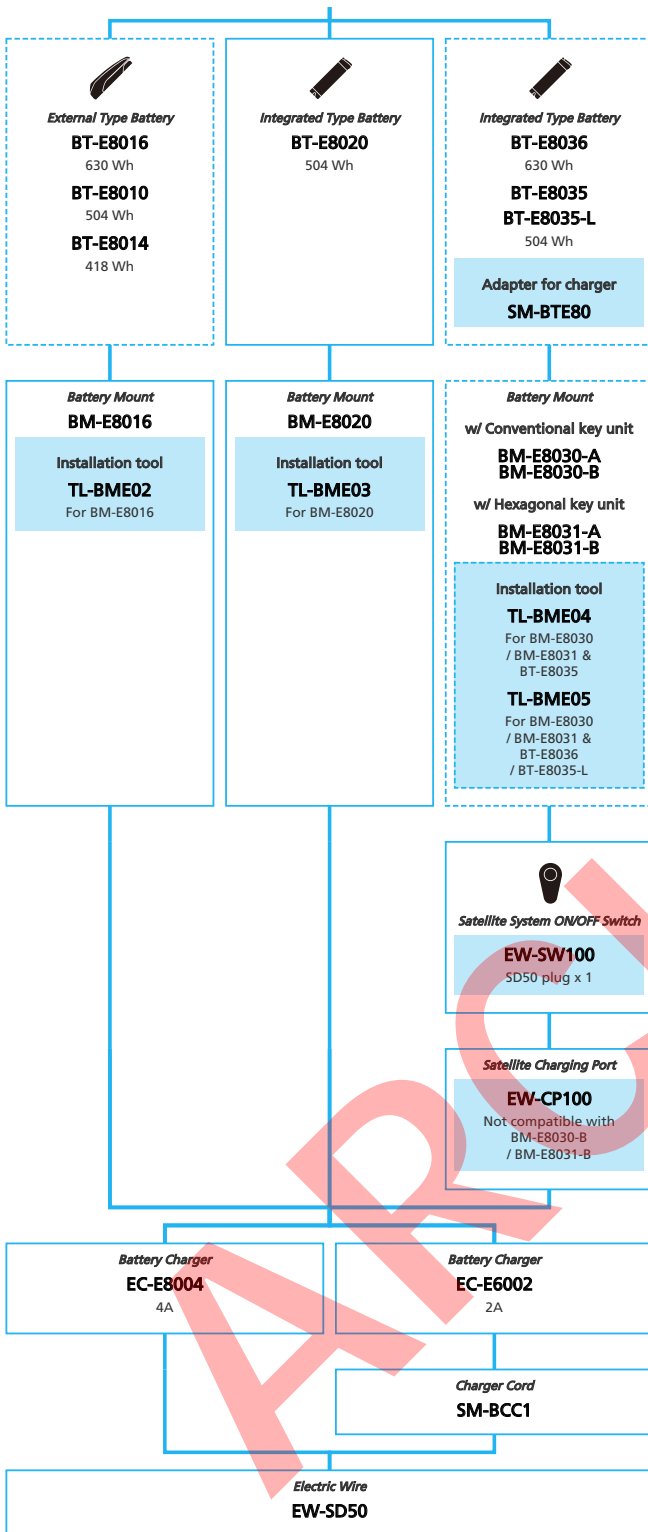 External Type Battery
BT-E8016
630 Wh
BT-E8010
504 Wh
BT-E8014
418 Wh
Integrated Type Battery
BT-E8020
504 Wh
Integrated Type Battery
BT-E8036
630 Wh
BT-E8035
BT-E8035-L
504 Wh
Adapter for charger
SM-BTE80
Battery Mount
BM-E8016
Installation tool
TL-BME02
For BM-E8016
Battery Mount
BM-E8020
Installation tool
TL-BME03
For BM-E8020
Battery Mount
w/ Conventional key unit
BM-E8030-A
BM-E8030-B
w/ Hexagonal key unit
BM-E8031-A
BM-E8031-B
Installation tool
TL-BME04
For BM-E8030
/ BM-E8031 &
BT-E8035
TL-BME05
For BM-E8030
/ BM-E8031 &
BT-E8036
/ BT-E8035-L
Satellite System ON/OFF Switch
EW-SW100
SD50 plug x 1
Satellite Charging Port
EW-CP100
Not compatible with
BM-E8030-B
/ BM-E8031-B
Battery Charger
EC-E8004
4A
Battery Charger
EC-E6002
2A
Charger Cord
SM-BCC1
Electric Wire
EW-SD50